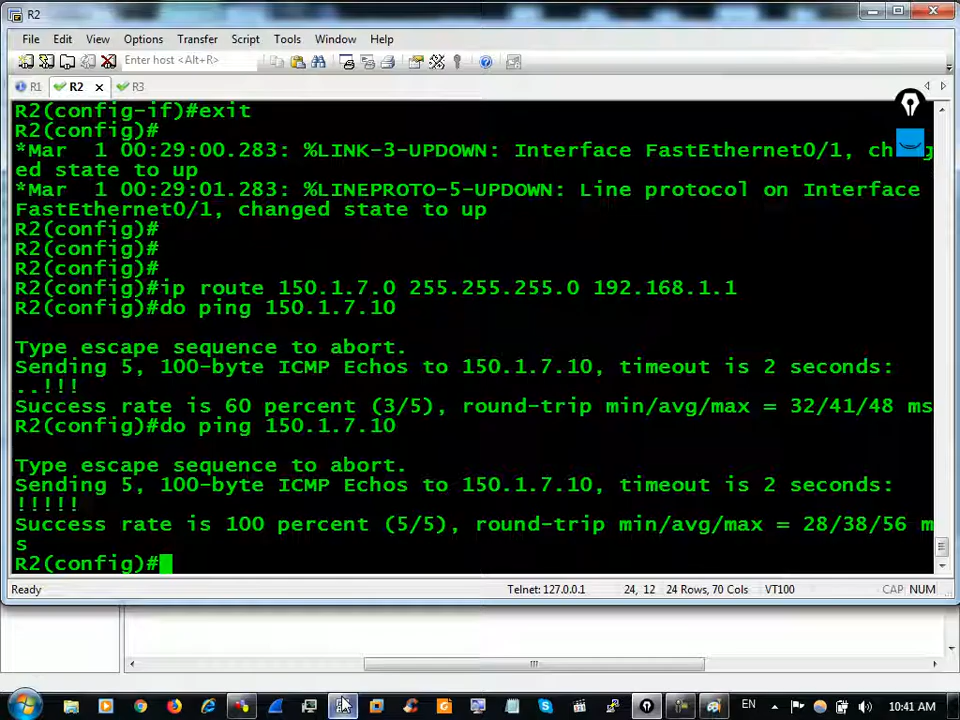 R2
File Edit View Options Transfer Script Tools Window Help
Enter host <Alt+R>
R1 R2 × R3
R2(config-if)#exit
R2(config)#
*Mar  1 00:29:00.283: %LINK-3-UPDOWN: Interface FastEthernet0/1, chang
ed state to up
*Mar  1 00:29:01.283: %LINEPROTO-5-UPDOWN: Line protocol on Interface
FastEthernet0/1, changed state to up
R2(config)#
R2(config)#
R2(config)#
R2(config)#ip route 150.1.7.0 255.255.255.0 192.168.1.1
R2(config)#do ping 150.1.7.10
Type escape sequence to abort.
Sending 5, 100-byte ICMP Echos to 150.1.7.10, timeout is 2 seconds:
..!!!
Success rate is 60 percent (3/5), round-trip min/avg/max = 32/41/48 ms
R2(config)#do ping 150.1.7.10
Type escape sequence to abort.
Sending 5, 100-byte ICMP Echos to 150.1.7.10, timeout is 2 seconds:
!!!!!
Success rate is 100 percent (5/5), round-trip min/avg/max = 28/38/56 m
s
R2(config)#
Ready Telnet: 127.0.0.1 24, 12 24 Rows, 70 Cols VT100 CAP NUM
EN 10:41 AM